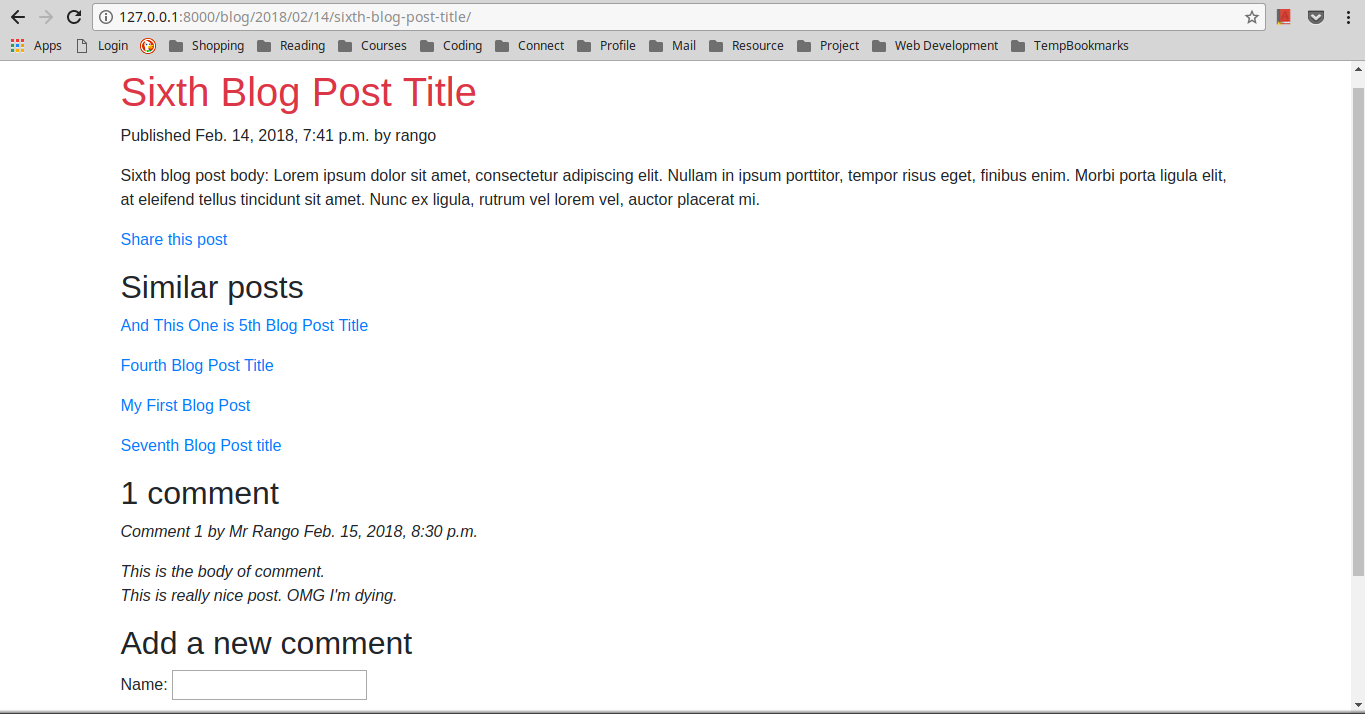 127.0.0.1:8000/blog/2018/02/14/sixth-blog-post-title/
Apps Login Shopping Reading Courses Coding Connect Profile Mail Resource Project Web Development TempBookmarks
Sixth Blog Post Title
Published Feb. 14, 2018, 7:41 p.m. by rango
Sixth blog post body: Lorem ipsum dolor sit amet, consectetur adipiscing elit. Nullam in ipsum porttitor, tempor risus eget, finibus enim. Morbi porta ligula elit,
at eleifend tellus tincidunt sit amet. Nunc ex ligula, rutrum vel lorem vel, auctor placerat mi.
Share this post
Similar posts
And This One is 5th Blog Post Title
Fourth Blog Post Title
My First Blog Post
Seventh Blog Post title
1 comment
Comment 1 by Mr Rango Feb. 15, 2018, 8:30 p.m.
This is the body of comment.
This is really nice post. OMG I'm dying.
Add a new comment
Name: